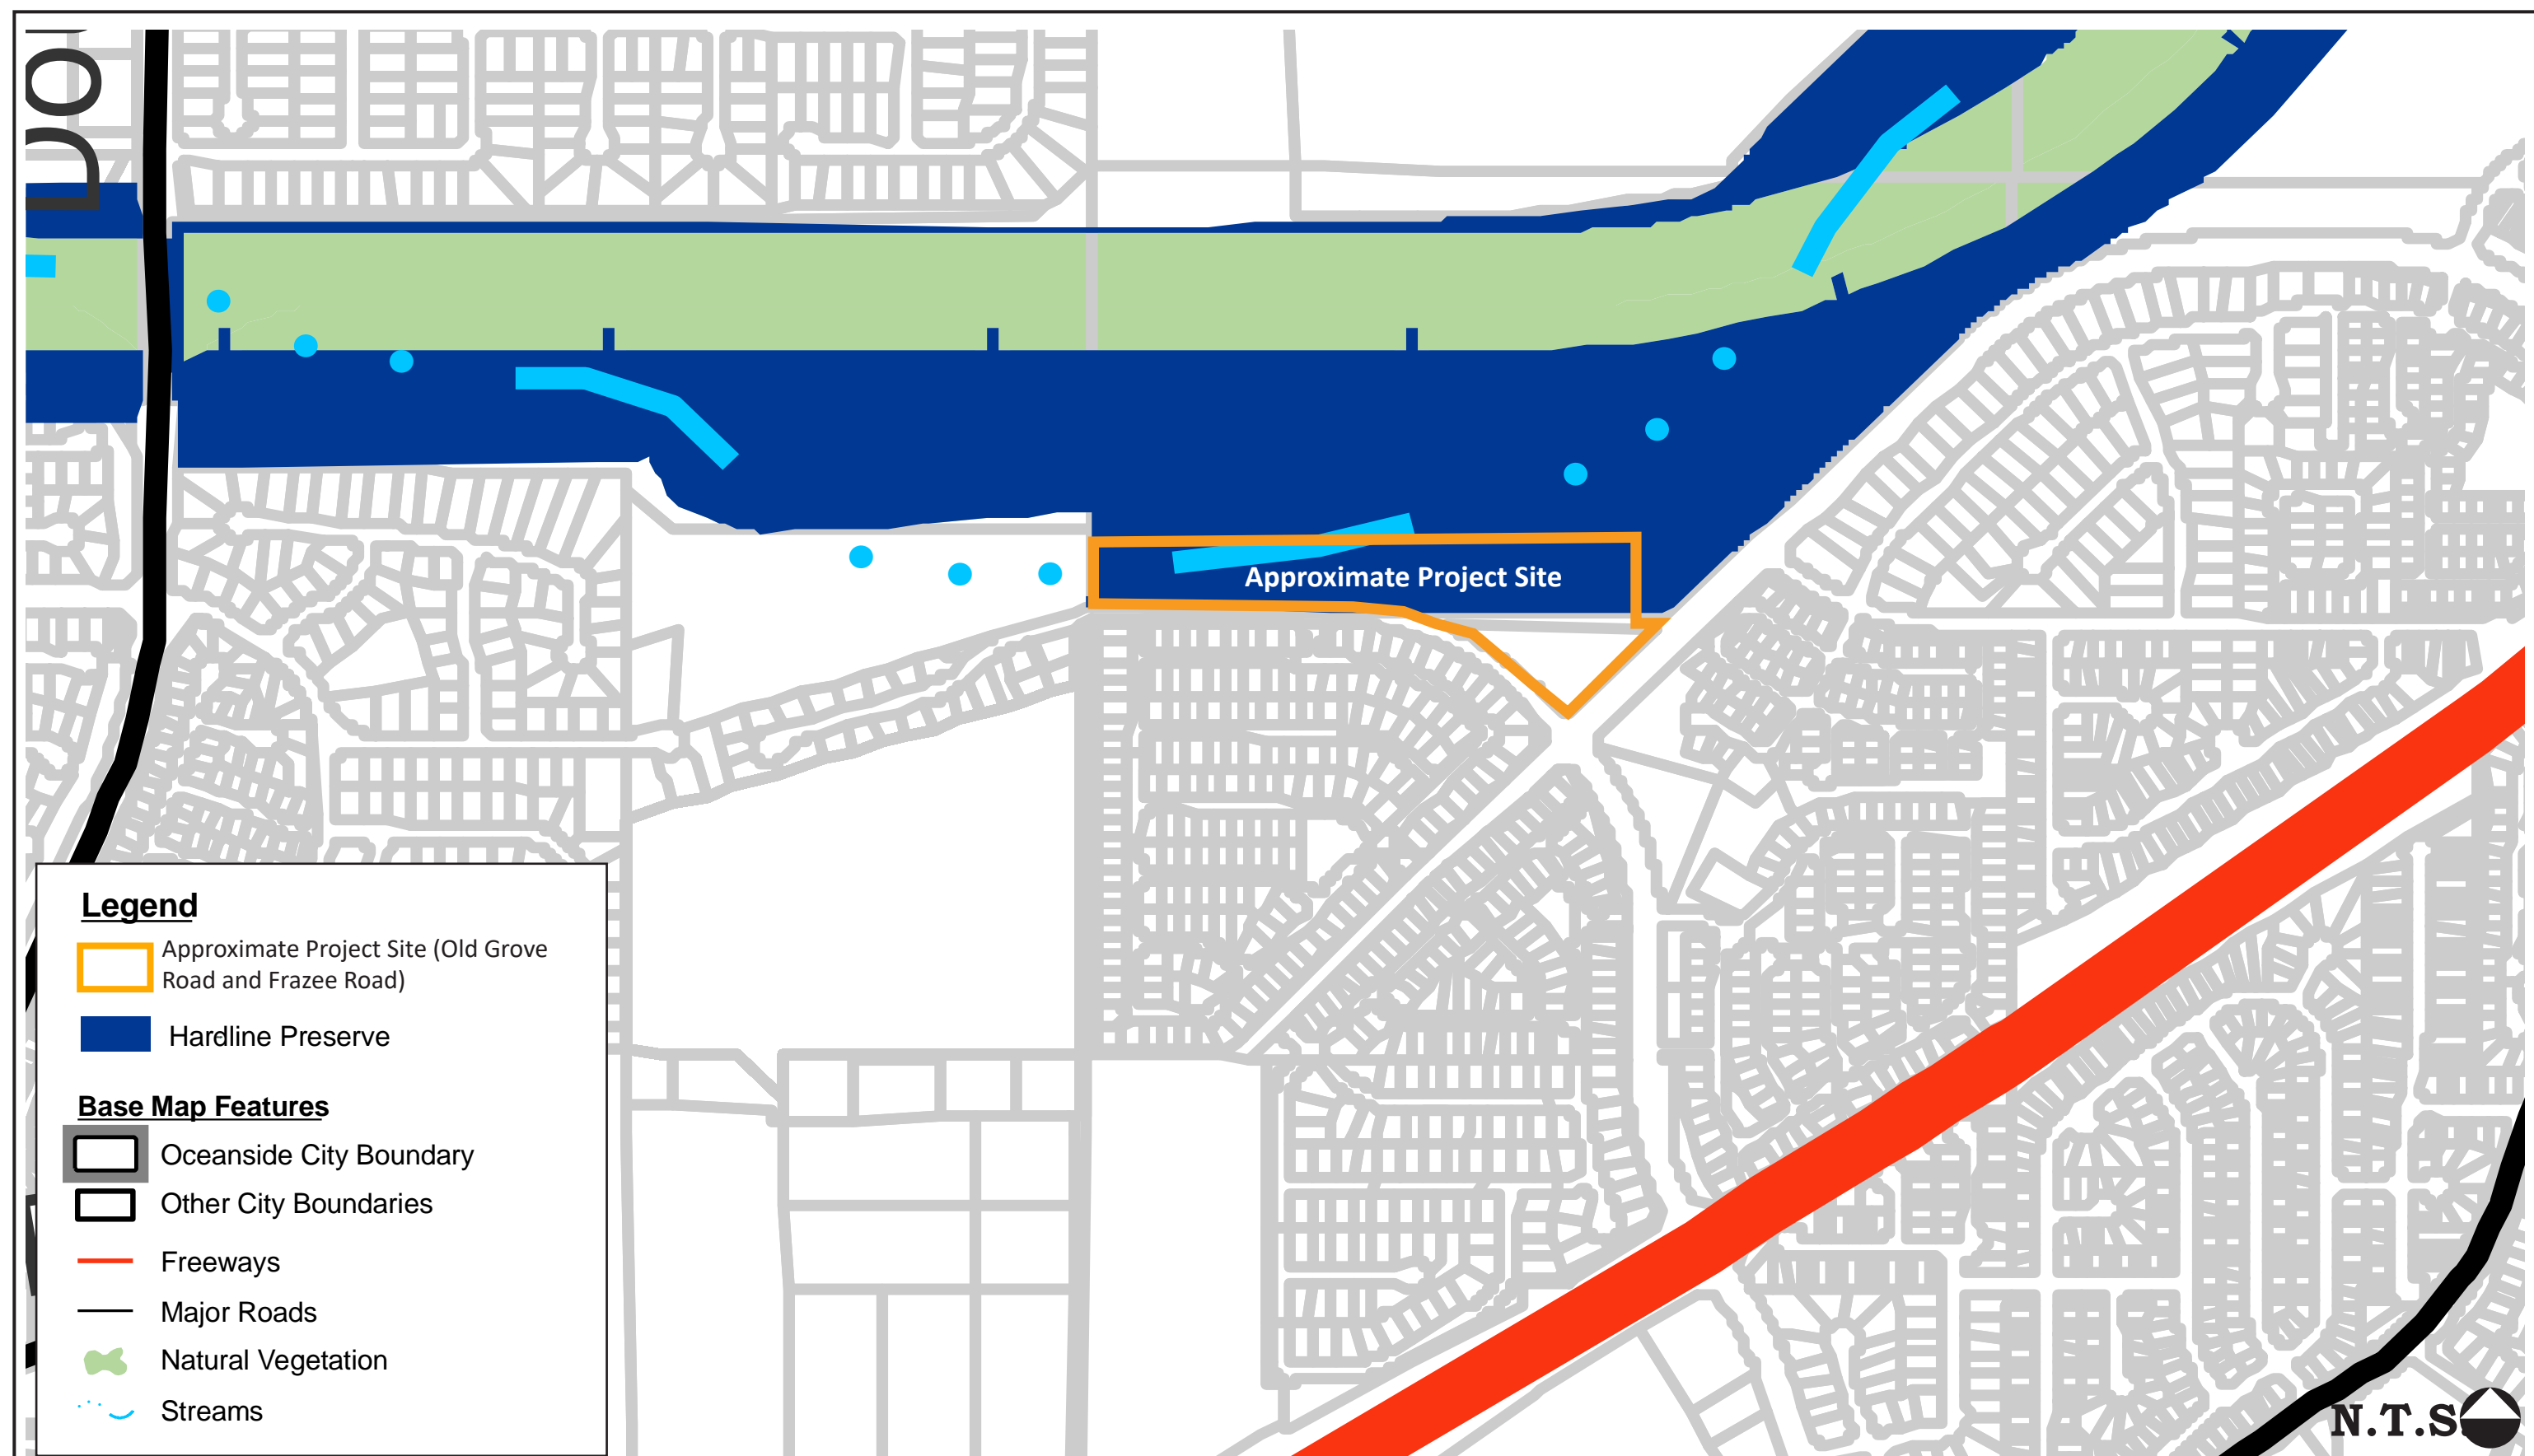 Approximate Project Site
Legend
Approximate Project Site (Old Grove
Road and Frazee Road)
Hardline Preserve
Base Map Features
Oceanside City Boundary
Other City Boundaries
Freeways
Major Roads
Natural Vegetation
Streams
N.T.S